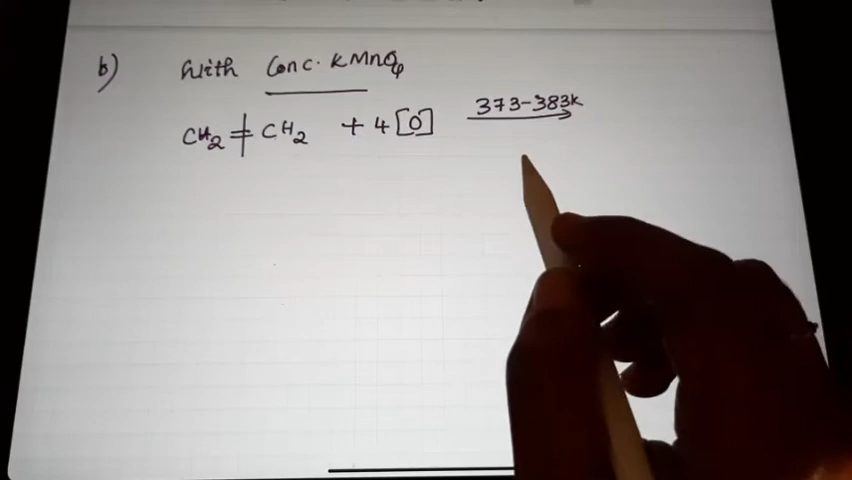 b) with Conc. KMnO4
373-383K
CH2 = CH2 + 4 [O] →